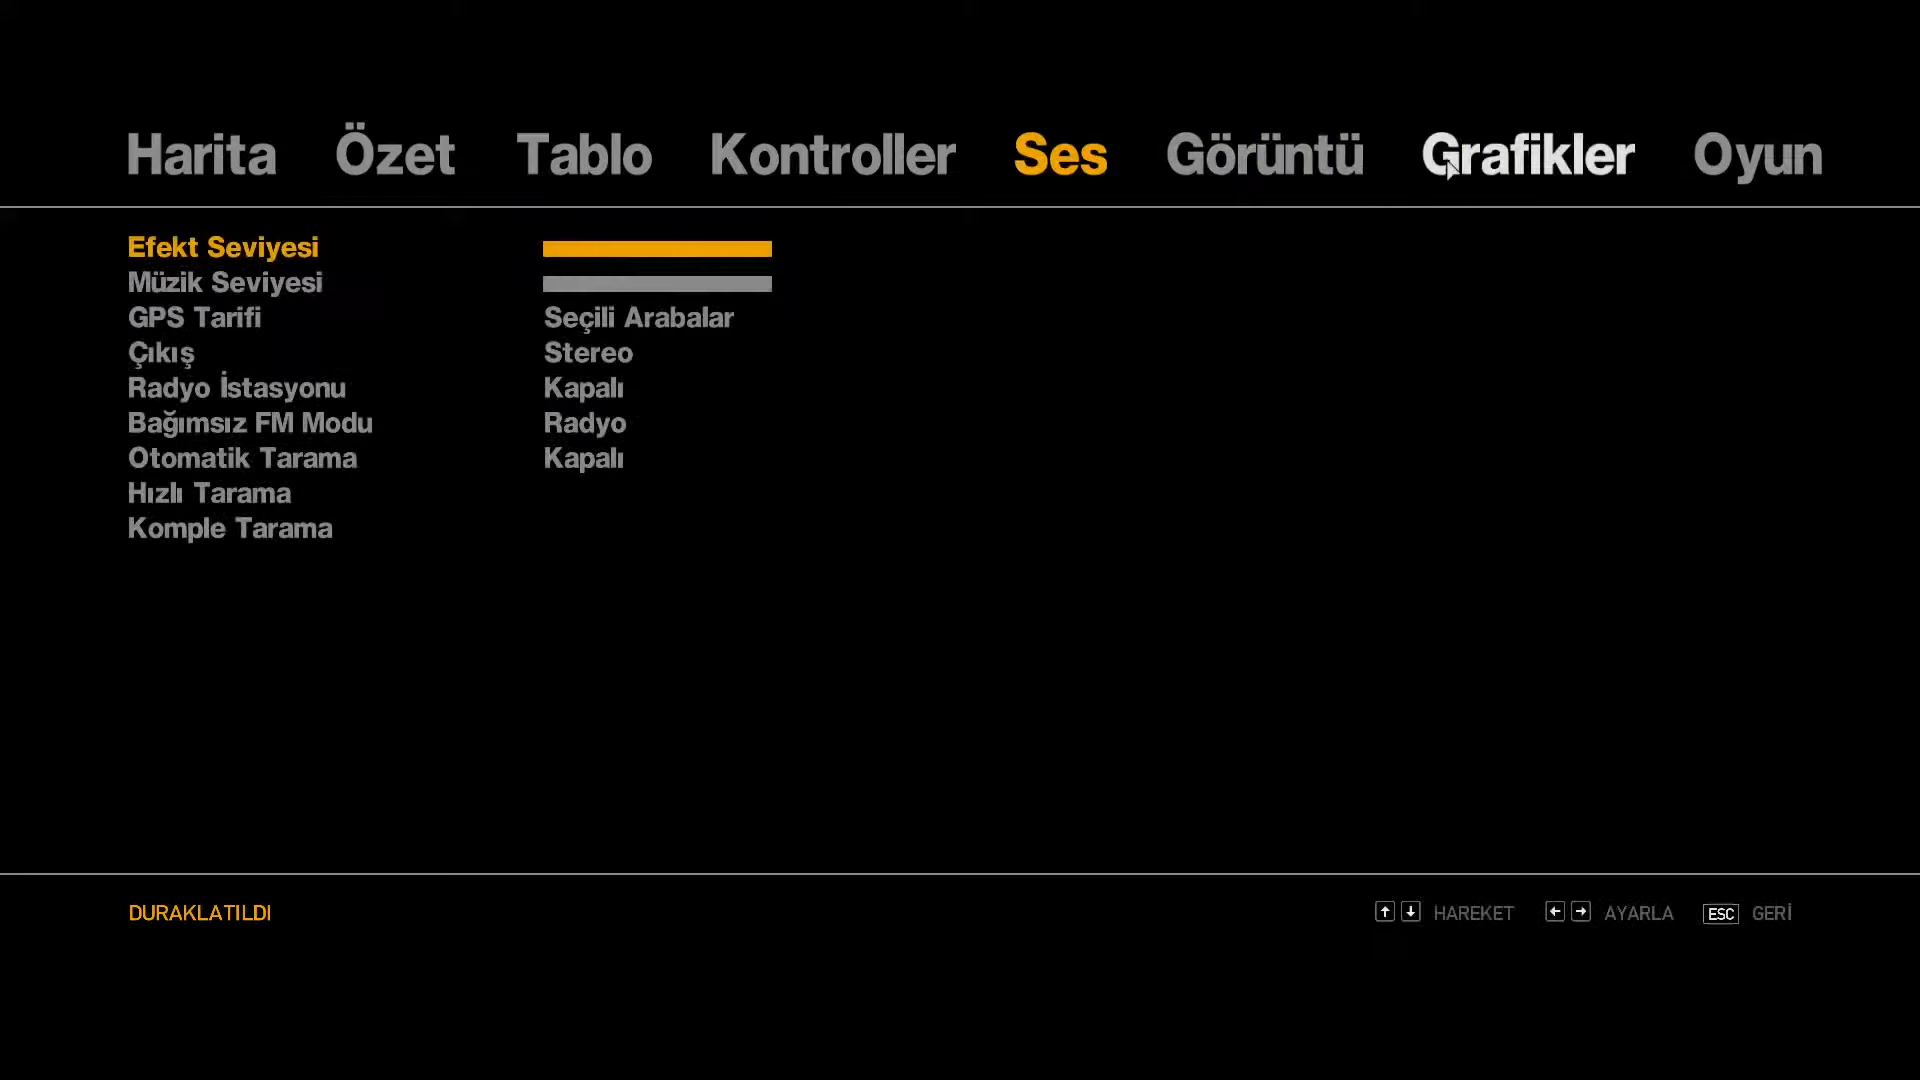 Harita Özet Tablo Kontroller Ses Görüntü Grafikler Oyun
Efekt Seviyesi
Müzik Seviyesi
GPS Tarifi Seçili Arabalar
Çıkış Stereo
Radyo İstasyonu Kapalı
Bağımsız FM Modu Radyo
Otomatik Tarama Kapalı
Hızlı Tarama
Komple Tarama
DURAKLATILDI HAREKET AYARLA ESC GERİ